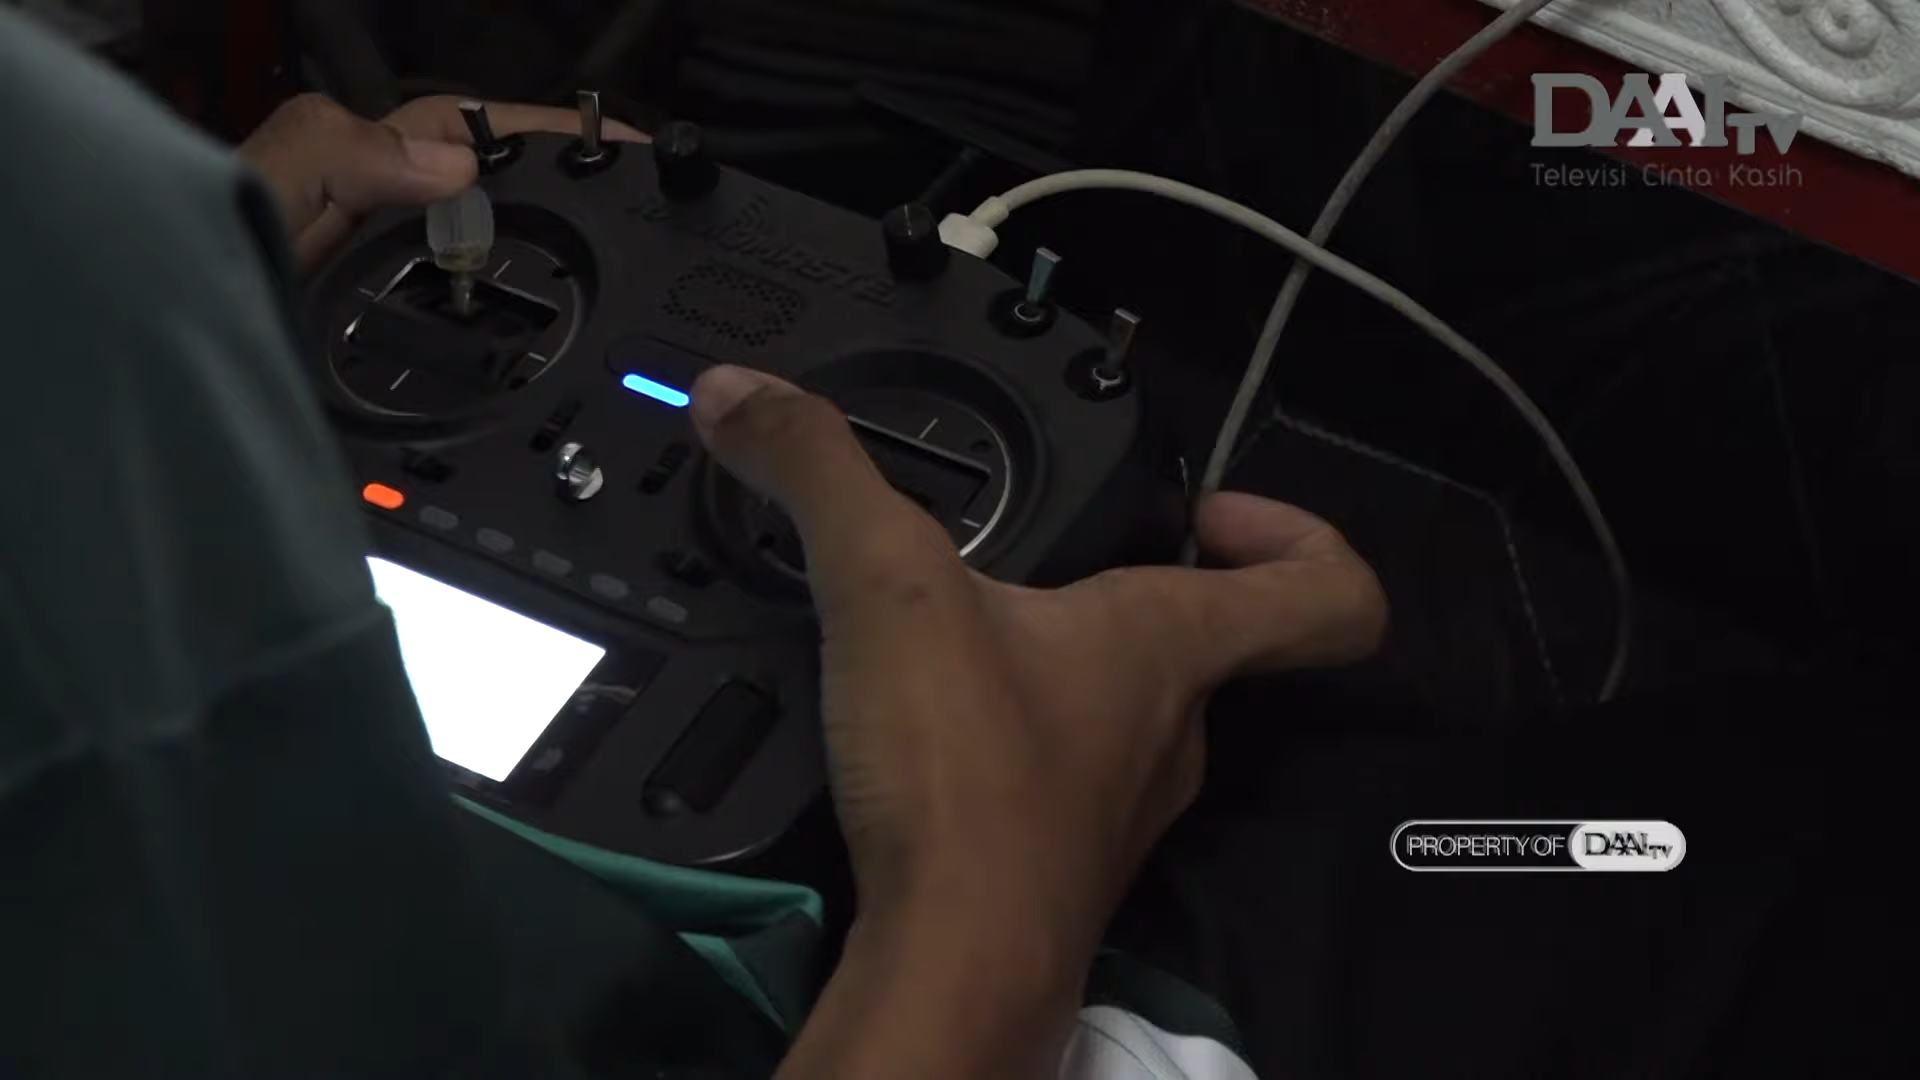 DAAI TV
Televisi Cinta Kasih
PROPERTY OF DAAI TV